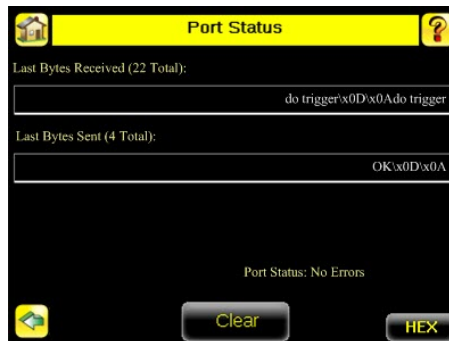 Port Status
?
Last Bytes Received (22 Total):
do trigger\x0D\x0Ado trigger
Last Bytes Sent (4 Total):
OK\x0D\x0A
Port Status: No Errors
Clear
HEX